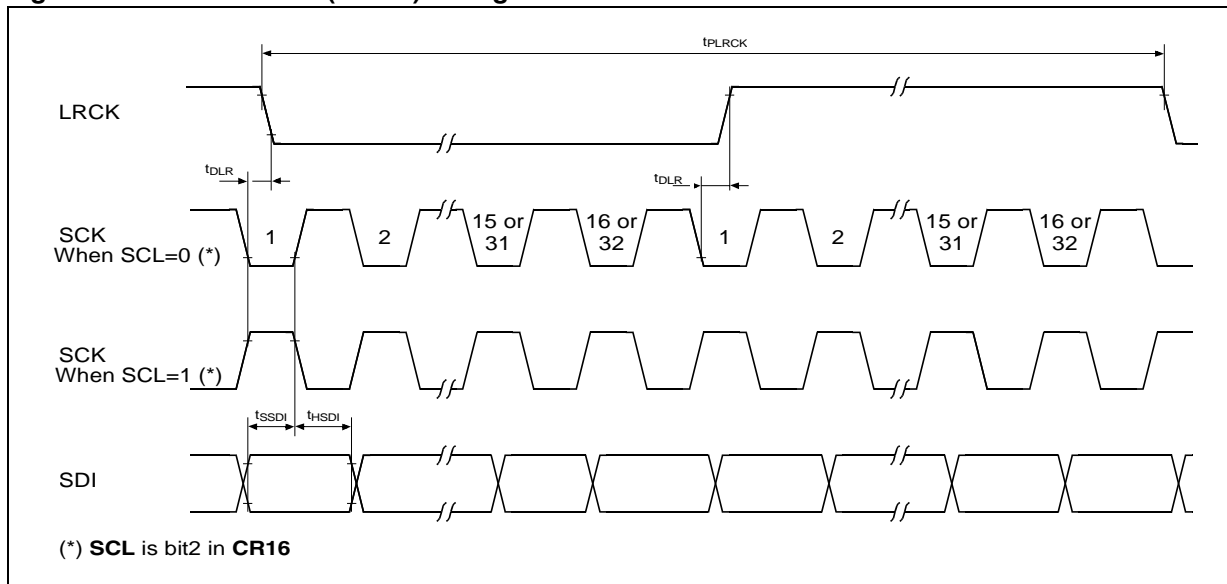 tPLRCK
LRCK
tDLR
tDLR
SCK
When SCL=0 (*)
1
2
15 or
31
16 or
32
1
2
15 or
31
16 or
32
SCK
When SCL=1 (*)
tSSDI
tHSDI
SDI
(*) SCL is bit2 in CR16